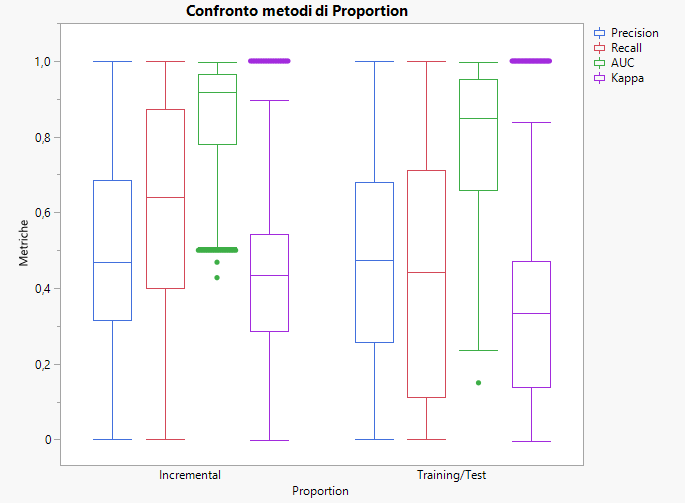 Confronto metodi di Proportion
Precision
Recall
AUC
Kappa
Metriche
1,0
0,8
0,6
0,4
0,2
0
Incremental
Training/Test
Proportion